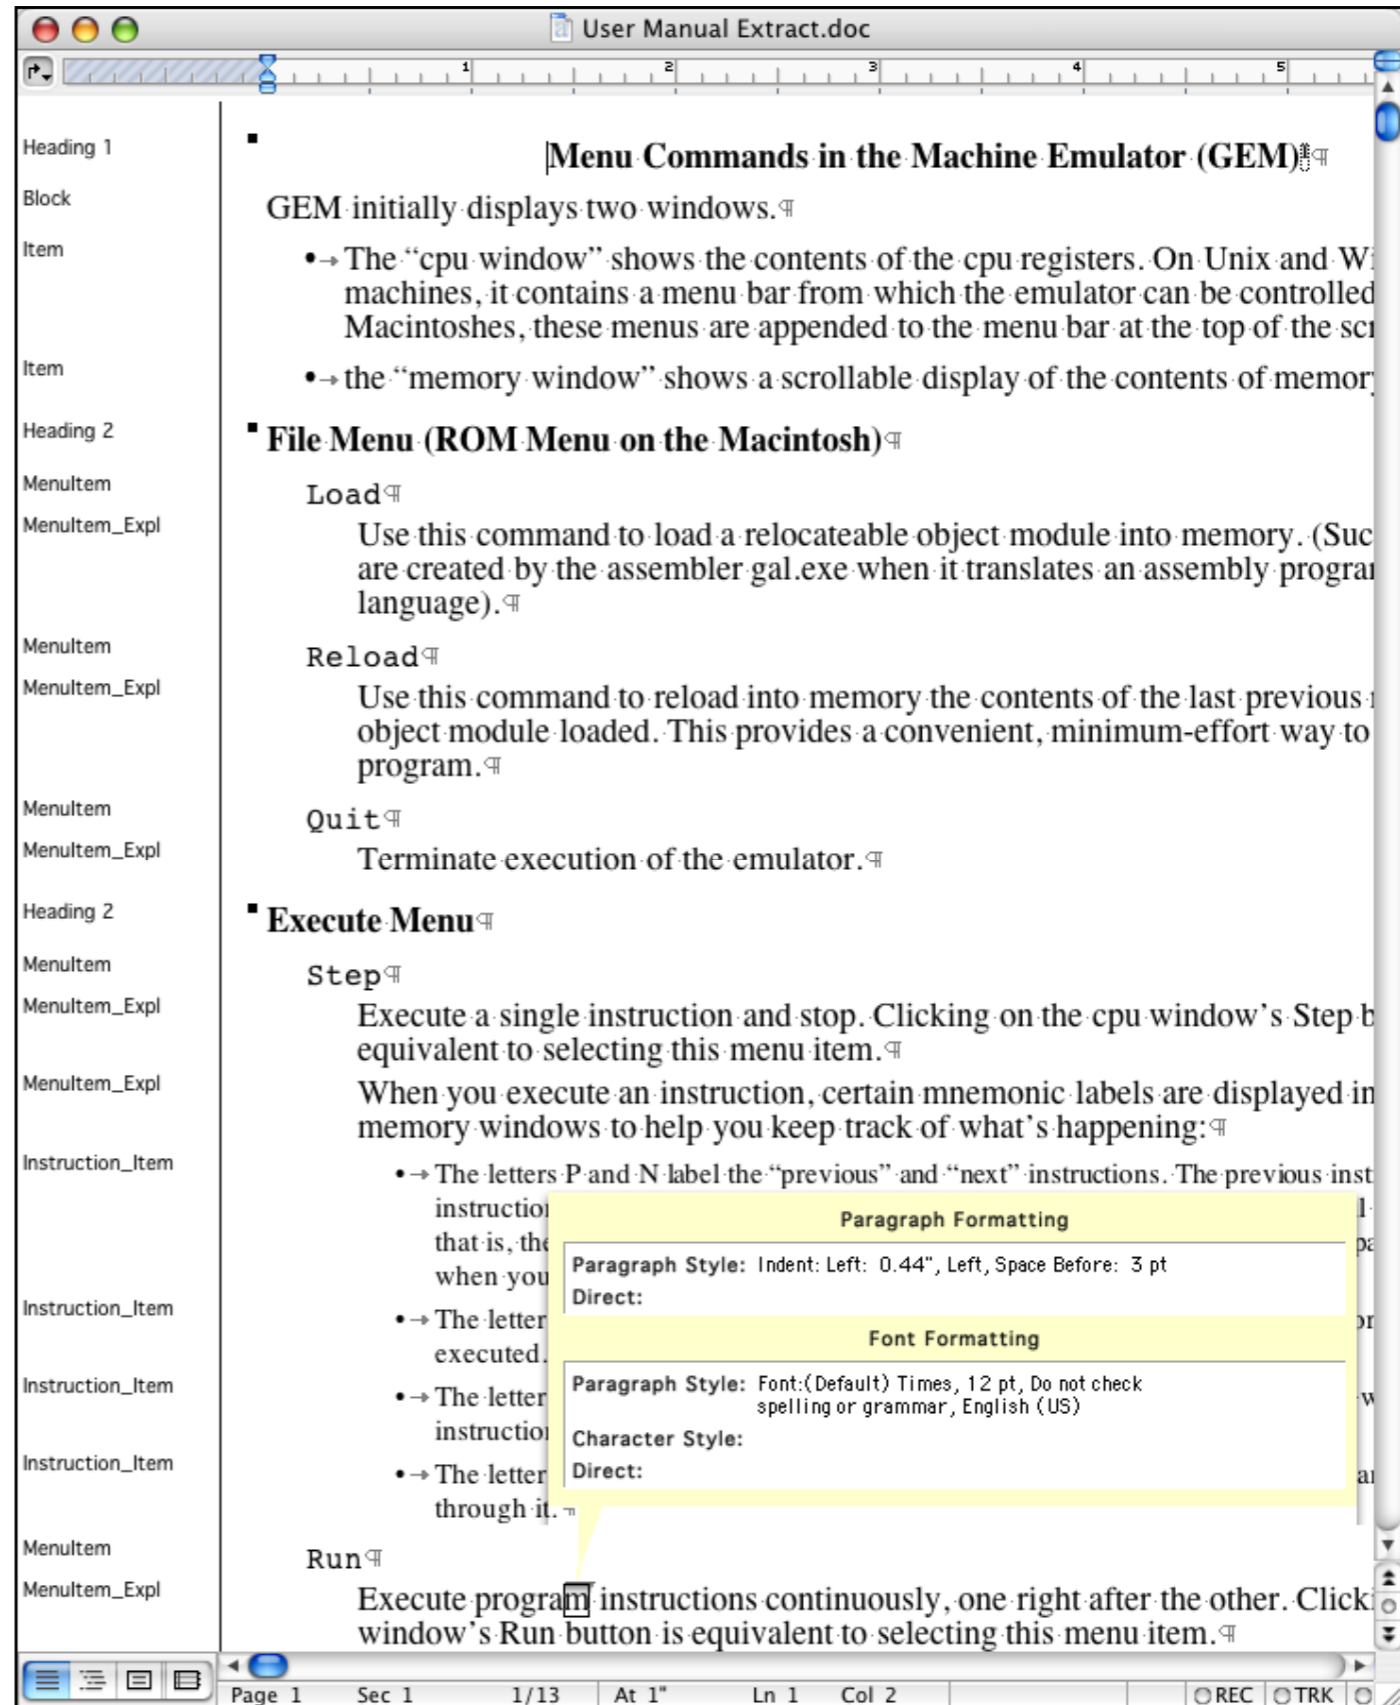 User Manual Extract.doc
1 2 3 4 5
Heading 1 Menu Commands in the Machine Emulator (GEM)¶
Block GEM initially displays two windows.¶
Item •→The “cpu window” shows the contents of the cpu registers. On Unix and
machines, it contains a menu bar from which the emulator can be controlled
Macintoshes, these menus are appended to the menu bar at the top of the
Item •→the “memory window” shows a scrollable display of the contents of
Heading 2 File Menu (ROM Menu on the Macintosh)¶
MenuItem Load¶
MenuItem_Expl Use this command to load a relocateable object module into memory. (Suc
are created by the assembler gal.exe when it translates an assembly
language).¶
MenuItem Reload¶
MenuItem_Expl Use this command to reload into memory the contents of the last previous
object module loaded. This provides a convenient, minimum-effort way to
program.¶
MenuItem Quit¶
MenuItem_Expl Terminate execution of the emulator.¶
Heading 2 Execute Menu¶
MenuItem Step¶
MenuItem_Expl Execute a single instruction and stop. Clicking on the cpu window’s Step b
equivalent to selecting this menu item.¶
MenuItem_Expl When you execute an instruction, certain mnemonic labels are displayed in
memory windows to help you keep track of what’s happening:¶
Instruction_Item •→The letters P and N label the “previous” and “next” instructions. The previous inst
instruction
that is, the
when you
Instruction_Item •→The letter
executed.
Instruction_Item •→The letter
instruction
Instruction_Item •→The letter
through it.¶
Paragraph Formatting
Paragraph Style: Indent: Left: 0.44", Left, Space Before: 3 pt
Direct:
Font Formatting
Paragraph Style: Font:(Default) Times, 12 pt, Do not check
spelling or grammar, English (US)
Character Style:
Direct:
MenuItem Run¶
MenuItem_Expl Execute program instructions continuously, one right after the other. Clicki
window’s Run button is equivalent to selecting this menu item.¶
Page 1 Sec 1 1/13 At 1" Ln 1 Col 2 REC TRK